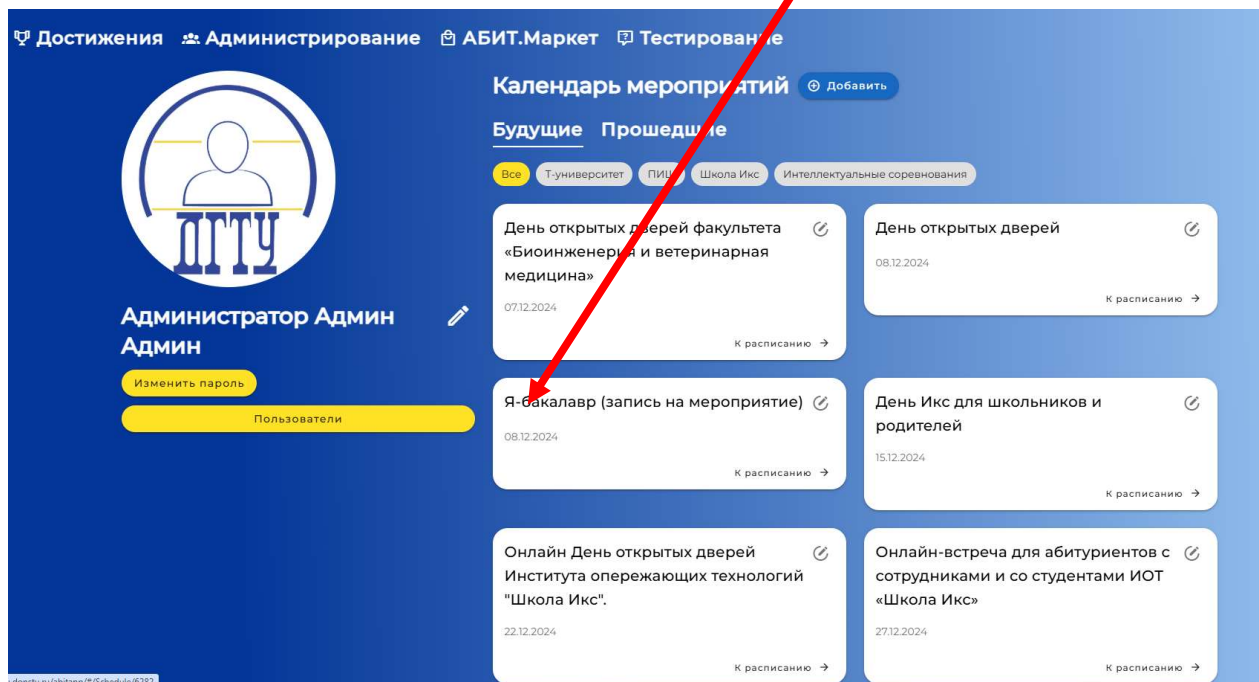 Достижения Администрирование АБИТ.Маркет Тестирование
Календарь мероприятий Добавить
Будущие Прошедшие
Все Т-университет ПИШ Школа Икс Интеллектуальные соревнования
ДГТУ
Администратор Админ
Админ
Изменить пароль
Пользователи
День открытых дверей факультета
«Биоинженерия и ветеринарная
медицина»
07.12.2024
К расписанию
День открытых дверей
08.12.2024
К расписанию
Я-бакалавр (запись на мероприятие)
08.12.2024
К расписанию
День Икс для школьников и
родителей
15.12.2024
К расписанию
Онлайн День открытых дверей
Института опережающих технологий
"Школа Икс".
22.12.2024
К расписанию
Онлайн-встреча для абитуриентов с
сотрудниками и со студентами ИОТ
«Школа Икс»
27.12.2024
К расписанию